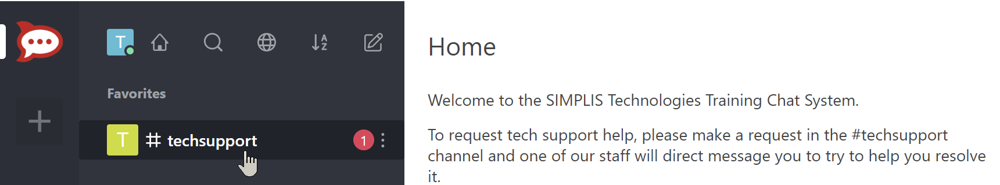 T
A
Z
Favorites
T # techsupport 1
Home
Welcome to the SIMPLIS Technologies Training Chat System.
To request tech support help, please make a request in the #techsupport
channel and one of our staff will direct message you to try to help you resolve
it.